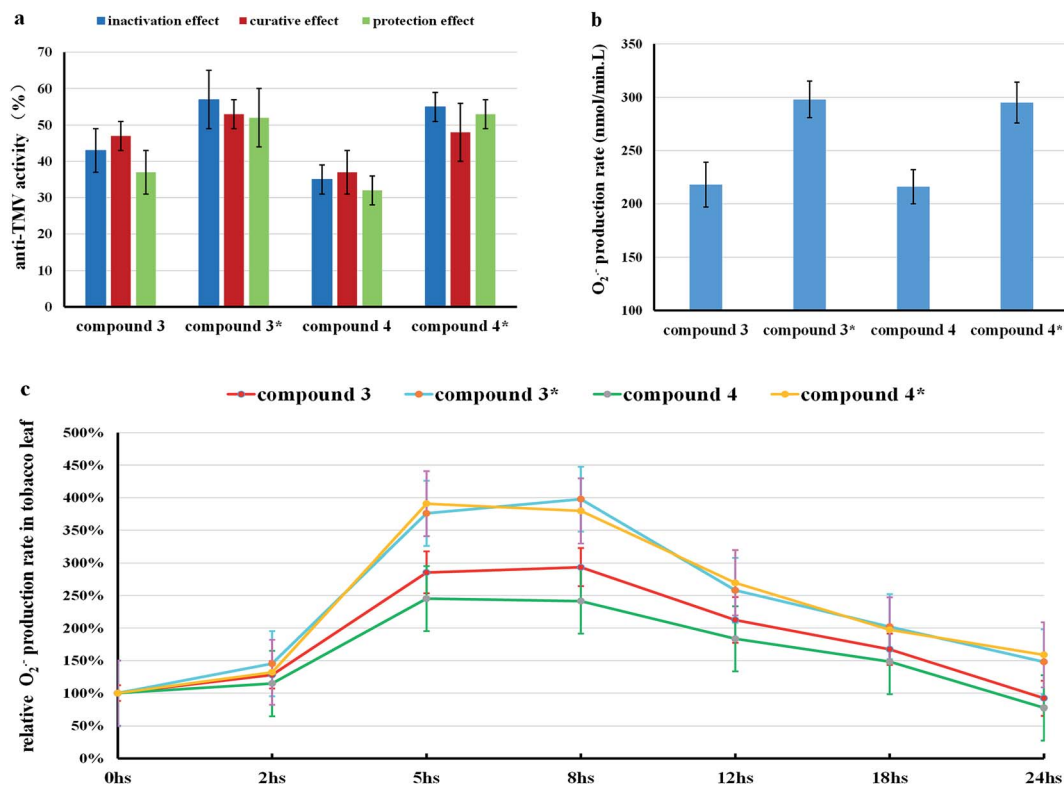 a
inactivation effect curative effect protection effect
anti-TMV activity （%）
70
60
50
40
30
20
10
0
compound 3 compound 3* compound 4 compound 4*
b
O₂·⁻ production rate (nmol/min.L)
350
300
250
200
150
100
compound 3 compound 3* compound 4 compound 4*
c
compound 3 compound 3* compound 4 compound 4*
relative O₂·⁻ production rate in tobacco leaf
500%
450%
400%
350%
300%
250%
200%
150%
100%
50%
0%
0hs 2hs 5hs 8hs 12hs 18hs 24hs